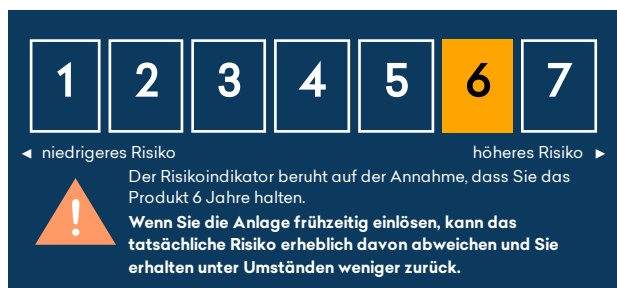 1 2 3 4 5 6 7
◄ niedrigeres Risiko höheres Risiko ►
Der Risikoindikator beruht auf der Annahme, dass Sie das
Produkt 6 Jahre halten.
Wenn Sie die Anlage frühzeitig einlösen, kann das
tatsächliche Risiko erheblich davon abweichen und Sie
erhalten unter Umständen weniger zurück.
!